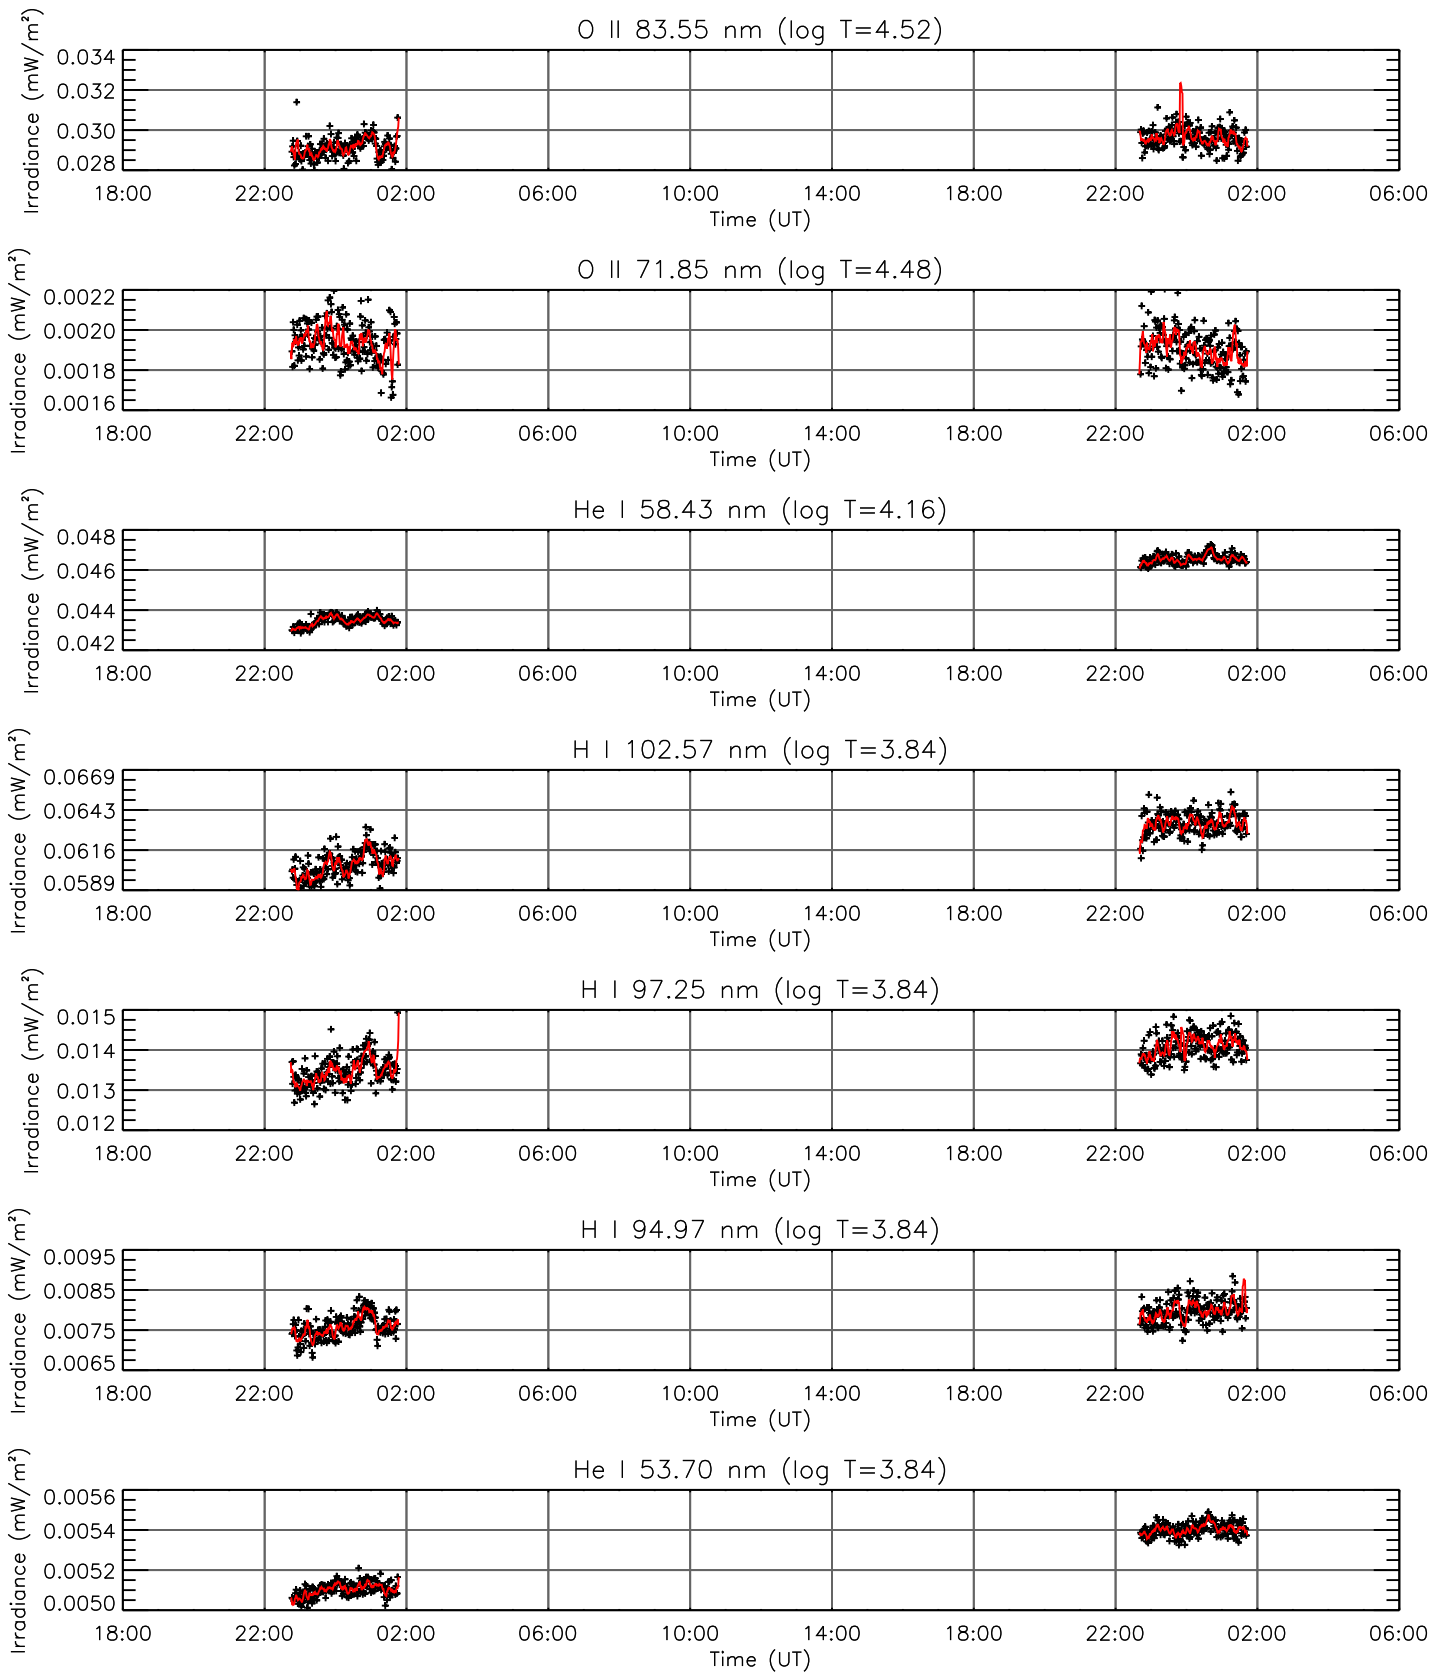 O II 83.55 nm (log T=4.52)
Irradiance (mW/m²)
0.034
0.032
0.030
0.028
18:00 22:00 02:00 06:00 10:00 14:00 18:00 22:00 02:00 06:00
Time (UT)
O II 71.85 nm (log T=4.48)
Irradiance (mW/m²)
0.0022
0.0020
0.0018
0.0016
18:00 22:00 02:00 06:00 10:00 14:00 18:00 22:00 02:00 06:00
Time (UT)
He I 58.43 nm (log T=4.16)
Irradiance (mW/m²)
0.048
0.046
0.044
0.042
18:00 22:00 02:00 06:00 10:00 14:00 18:00 22:00 02:00 06:00
Time (UT)
H I 102.57 nm (log T=3.84)
Irradiance (mW/m²)
0.0669
0.0643
0.0616
0.0589
18:00 22:00 02:00 06:00 10:00 14:00 18:00 22:00 02:00 06:00
Time (UT)
H I 97.25 nm (log T=3.84)
Irradiance (mW/m²)
0.015
0.014
0.013
0.012
18:00 22:00 02:00 06:00 10:00 14:00 18:00 22:00 02:00 06:00
Time (UT)
H I 94.97 nm (log T=3.84)
Irradiance (mW/m²)
0.0095
0.0085
0.0075
0.0065
18:00 22:00 02:00 06:00 10:00 14:00 18:00 22:00 02:00 06:00
Time (UT)
He I 53.70 nm (log T=3.84)
Irradiance (mW/m²)
0.0056
0.0054
0.0052
0.0050
18:00 22:00 02:00 06:00 10:00 14:00 18:00 22:00 02:00 06:00
Time (UT)